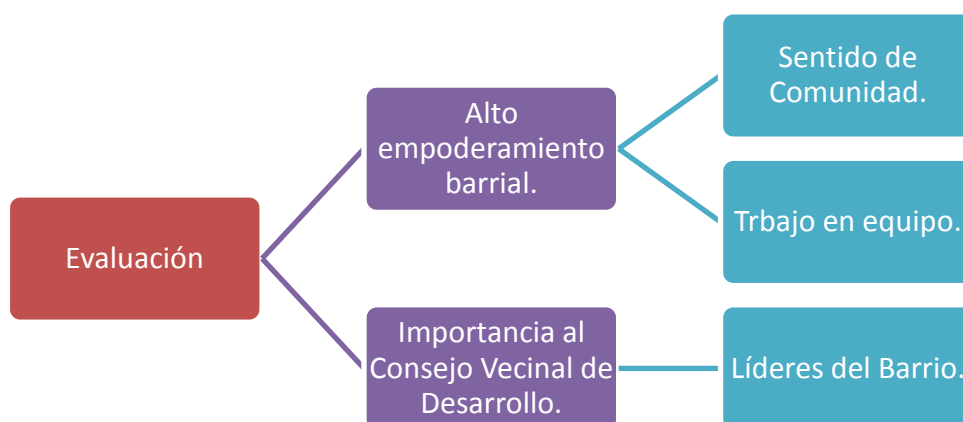 Evaluación
Alto
empoderamiento
barrial.
Sentido de
Comunidad.
Trbajo en equipo.
Importancia al
Consejo Vecinal de
Desarrollo.
Líderes del Barrio.